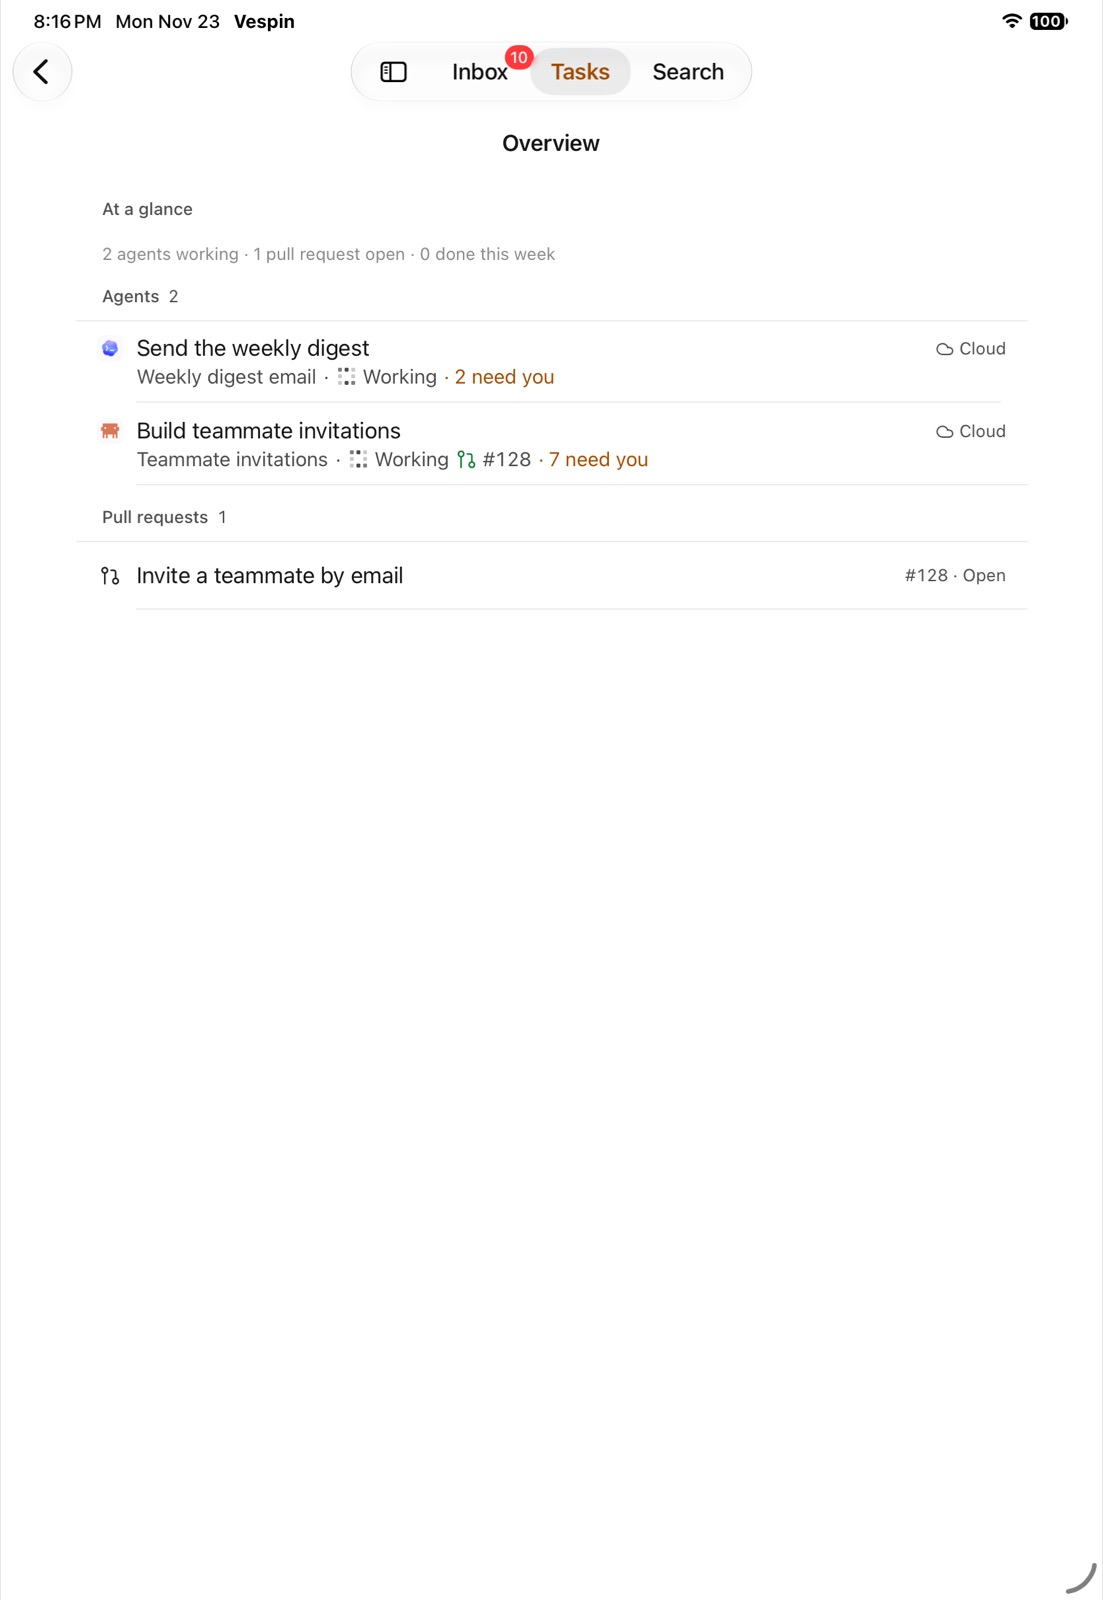 8:16 PM Mon Nov 23 Vespin
100
Inbox 10 Tasks Search
Overview
At a glance
2 agents working · 1 pull request open · 0 done this week
Agents 2
Send the weekly digest
Cloud
Weekly digest email · Working · 2 need you
Build teammate invitations
Cloud
Teammate invitations · Working #128 · 7 need you
Pull requests 1
Invite a teammate by email
#128 · Open